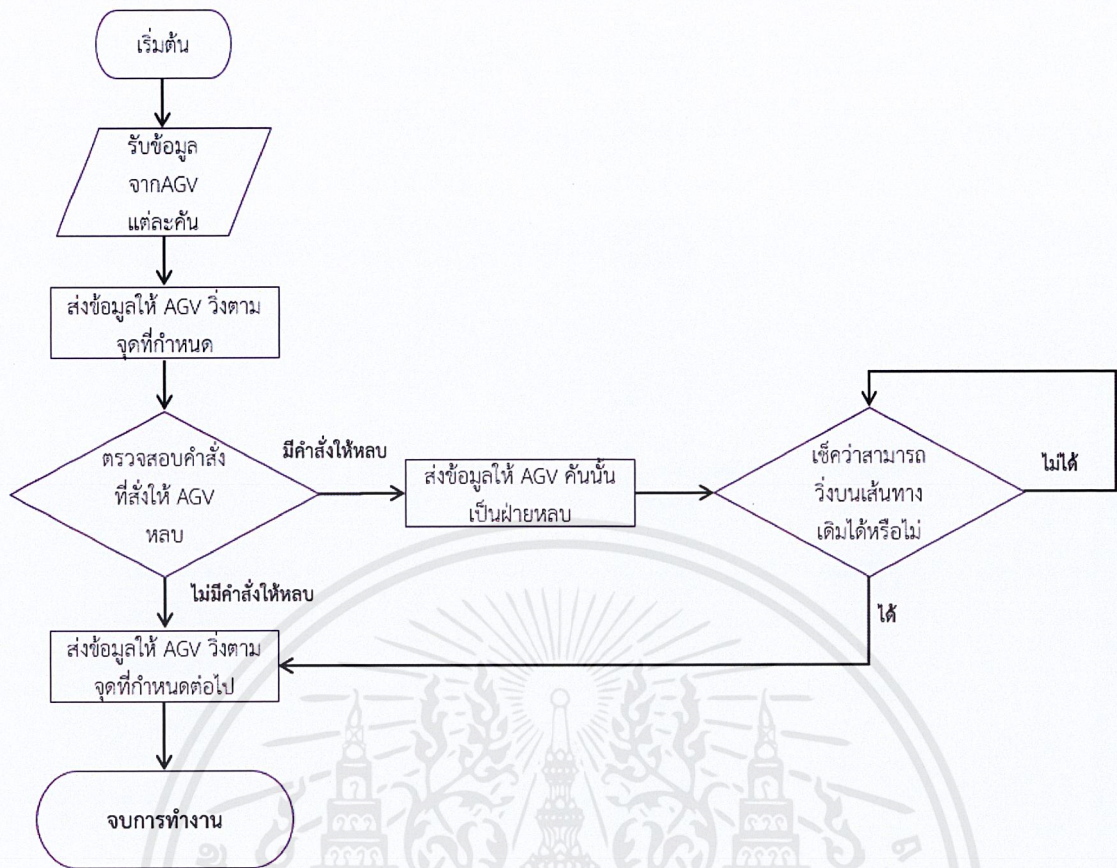 เริ่มต้น
รับข้อมูล
จากAGV
แต่ละคัน
ส่งข้อมูลให้ AGV วิ่งตาม
จุดที่กำหนด
ตรวจสอบคำสั่ง
ที่สั่งให้ AGV
หลบ
มีคำสั่งให้หลบ
ส่งข้อมูลให้ AGV คันนั้น
เป็นฝ่ายหลบ
เช็คว่าสามารถ
วิ่งบนเส้นทาง
เดิมได้หรือไม่
ไม่ได้
ไม่มีคำสั่งให้หลบ
ได้
ส่งข้อมูลให้ AGV วิ่งตาม
จุดที่กำหนดต่อไป
จบการทำงาน